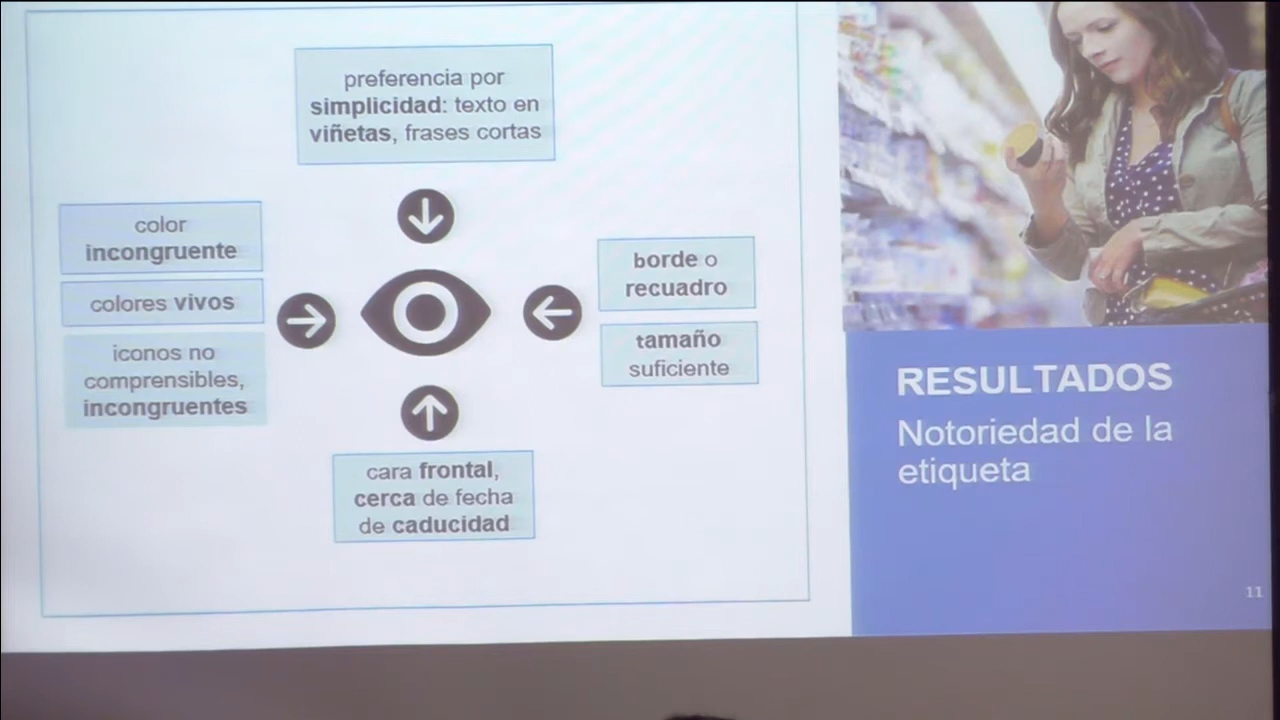 preferencia por
simplicidad: texto en
viñetas, frases cortas
color
incongruente
colores vivos
iconos no
comprensibles,
incongruentes
borde o
recuadro
tamaño
suficiente
cara frontal,
cerca de fecha
de caducidad
RESULTADOS
Notoriedad de la
etiqueta
11